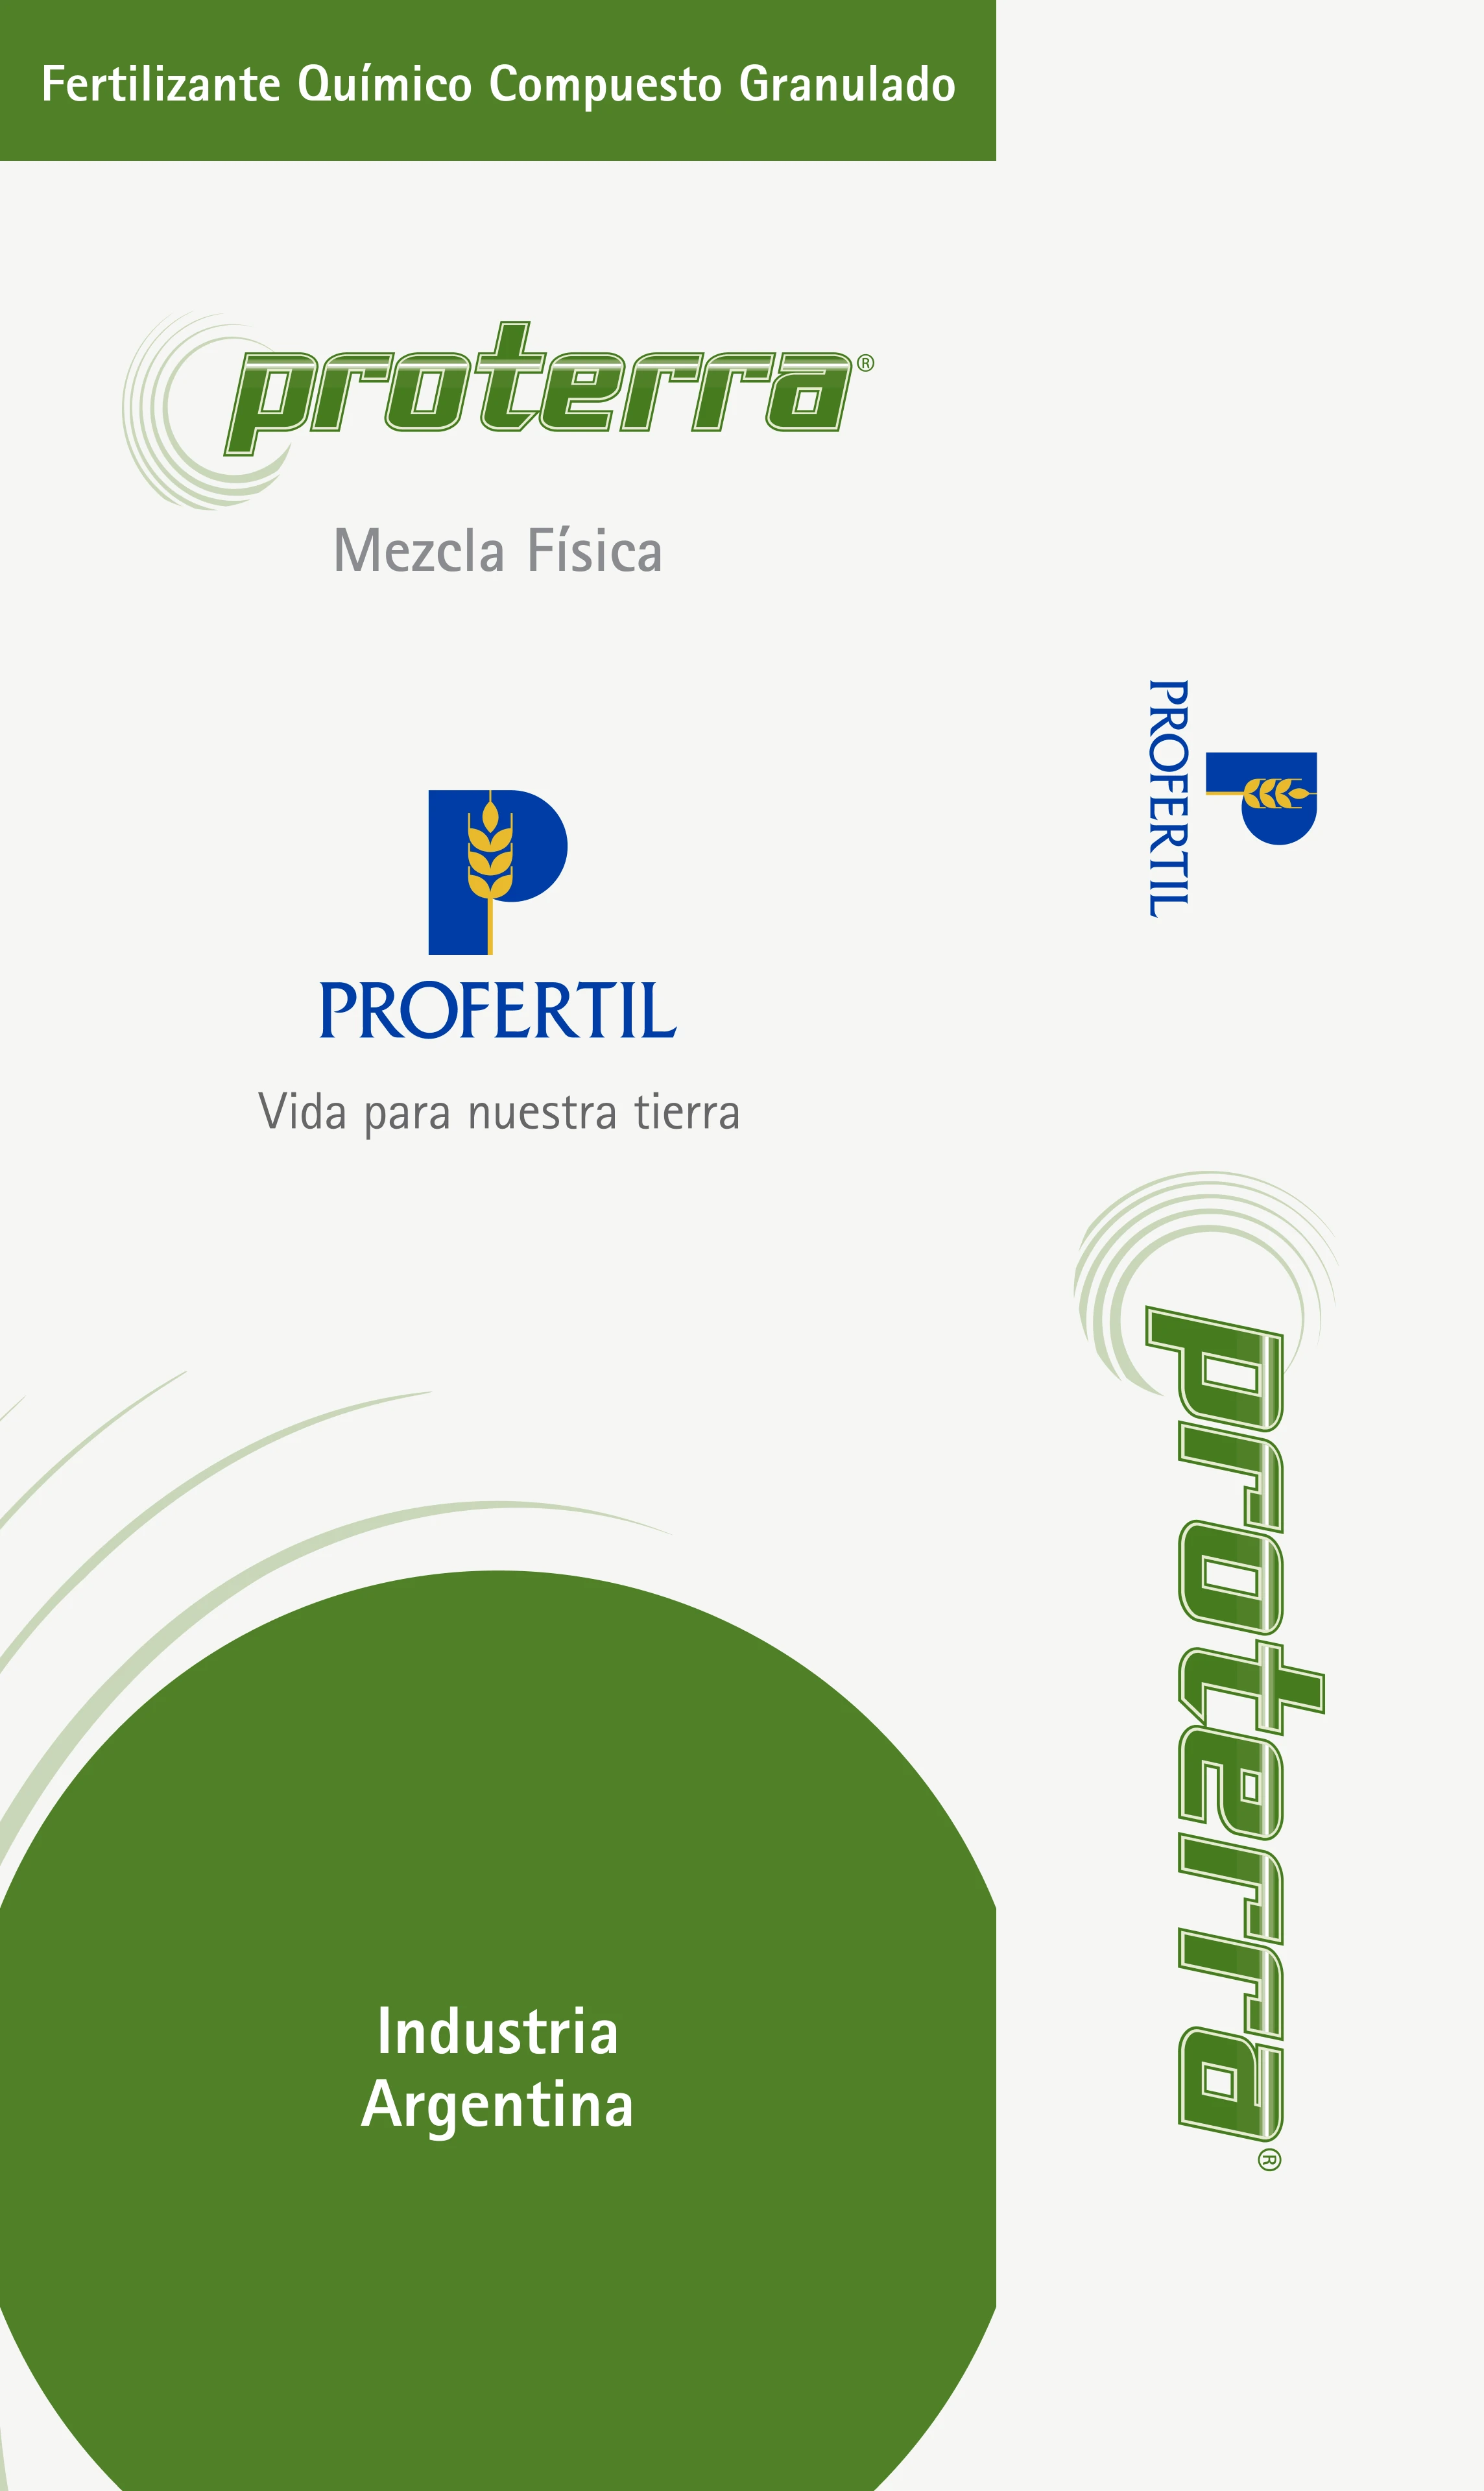 Fertilizante Químico Compuesto Granulado
proterra®
Mezcla Física
PROFERTIL
Vida para nuestra tierra
Industria
Argentina
PROFERTIL
proterra®